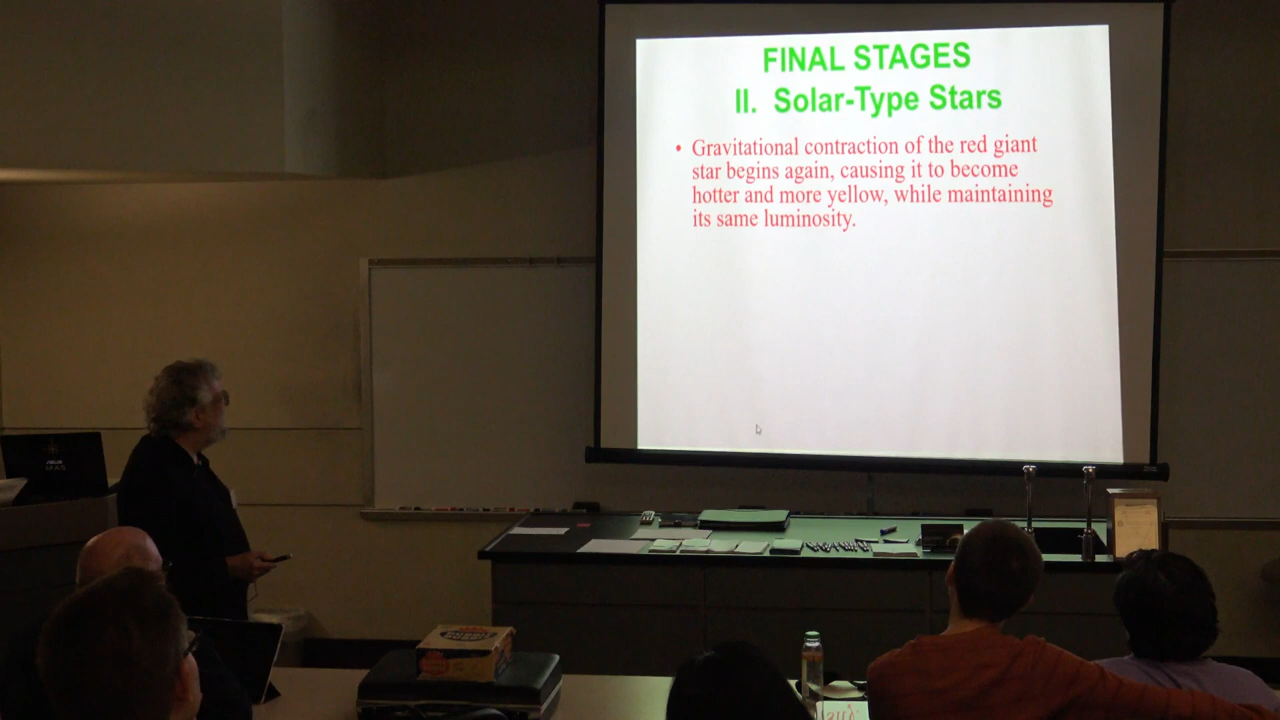 FINAL STAGES
II. Solar-Type Stars
• Gravitational contraction of the red giant
star begins again, causing it to become
hotter and more yellow, while maintaining
its same luminosity.